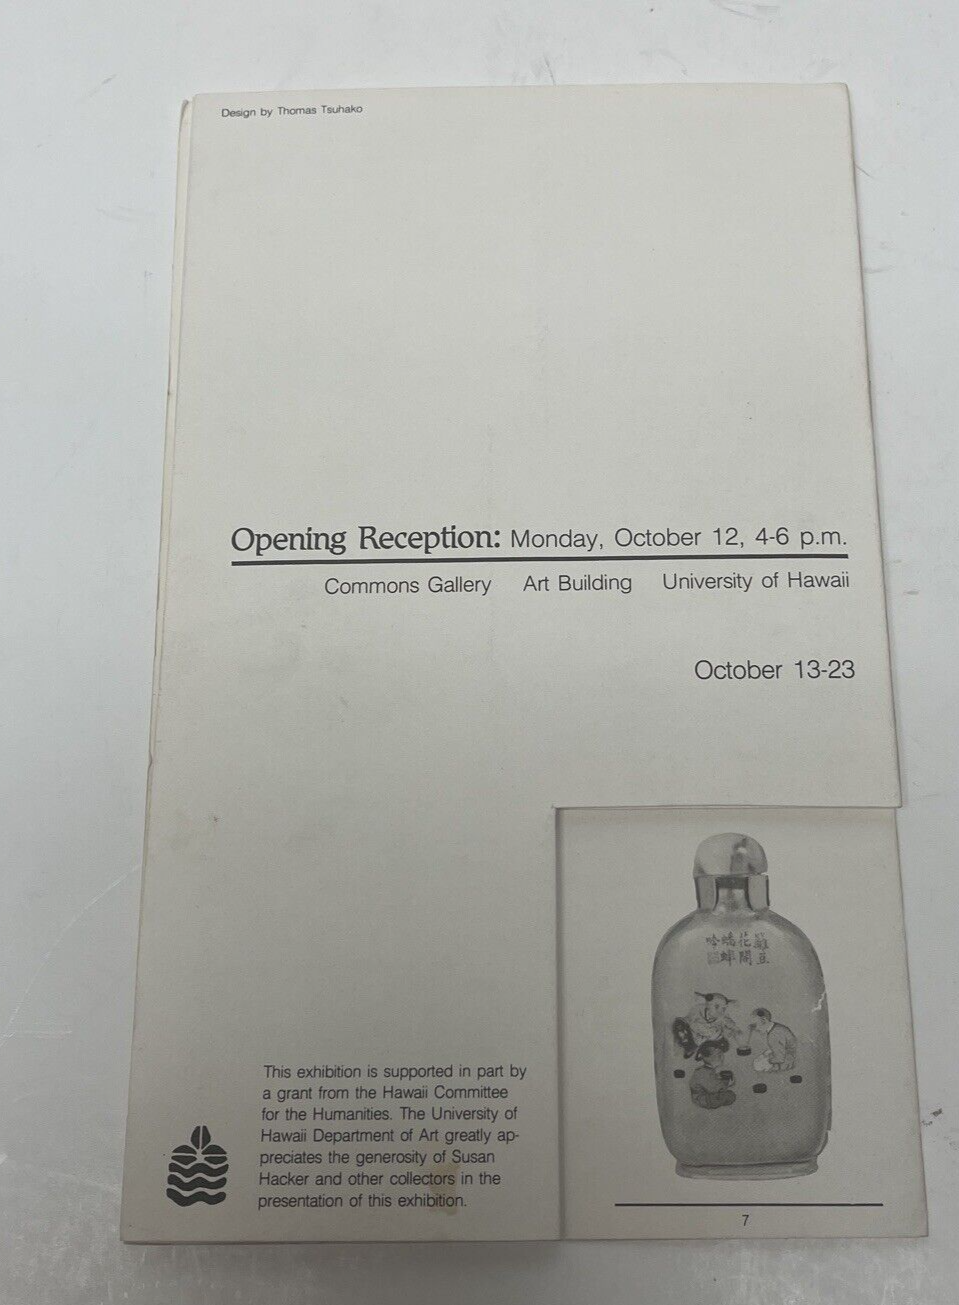 Design by Thomas Tsuhako
Opening Reception: Monday, October 12, 4-6 p.m.
Commons Gallery Art Building University of Hawaii
October 13-23
This exhibition is supported in part by
a grant from the Hawaii Committee
for the Humanities. The University of
Hawaii Department of Art greatly ap-
preciates the generosity of Susan
Hacker and other collectors in the
presentation of this exhibition.
花
開
7